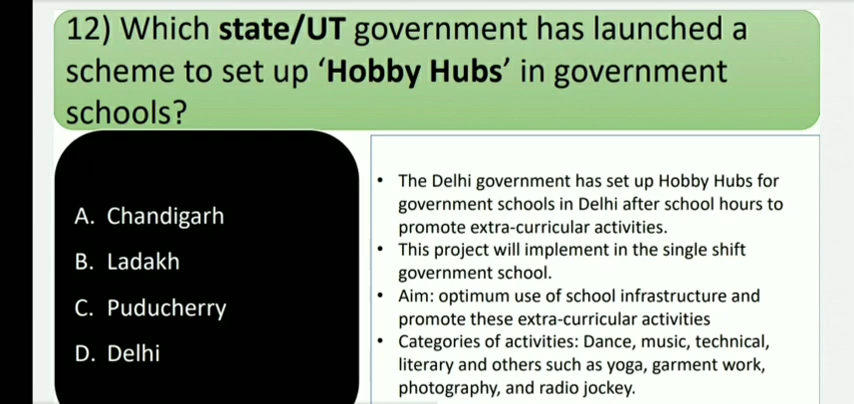 12) Which state/UT government has launched a
scheme to set up ‘Hobby Hubs’ in government
schools?
A. Chandigarh
B. Ladakh
C. Puducherry
D. Delhi
• The Delhi government has set up Hobby Hubs for
government schools in Delhi after school hours to
promote extra-curricular activities.
• This project will implement in the single shift
government school.
• Aim: optimum use of school infrastructure and
promote these extra-curricular activities
• Categories of activities: Dance, music, technical,
literary and others such as yoga, garment work,
photography, and radio jockey.